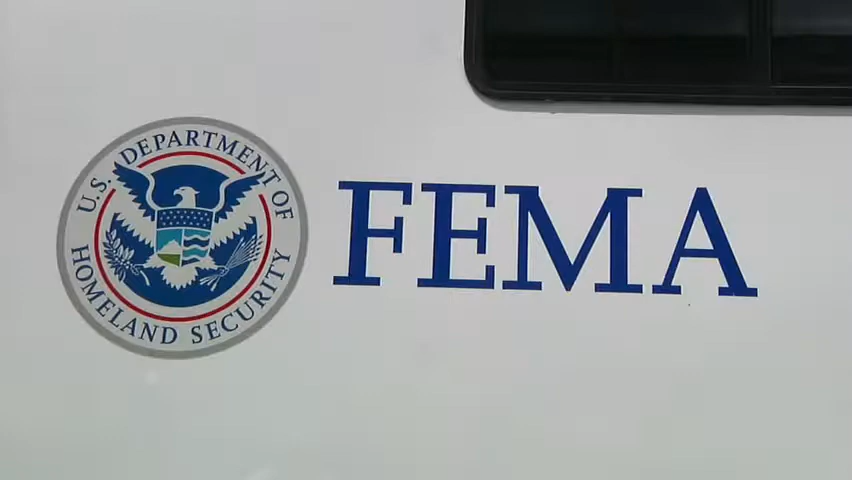 U.S. DEPARTMENT OF
HOMELAND SECURITY
FEMA